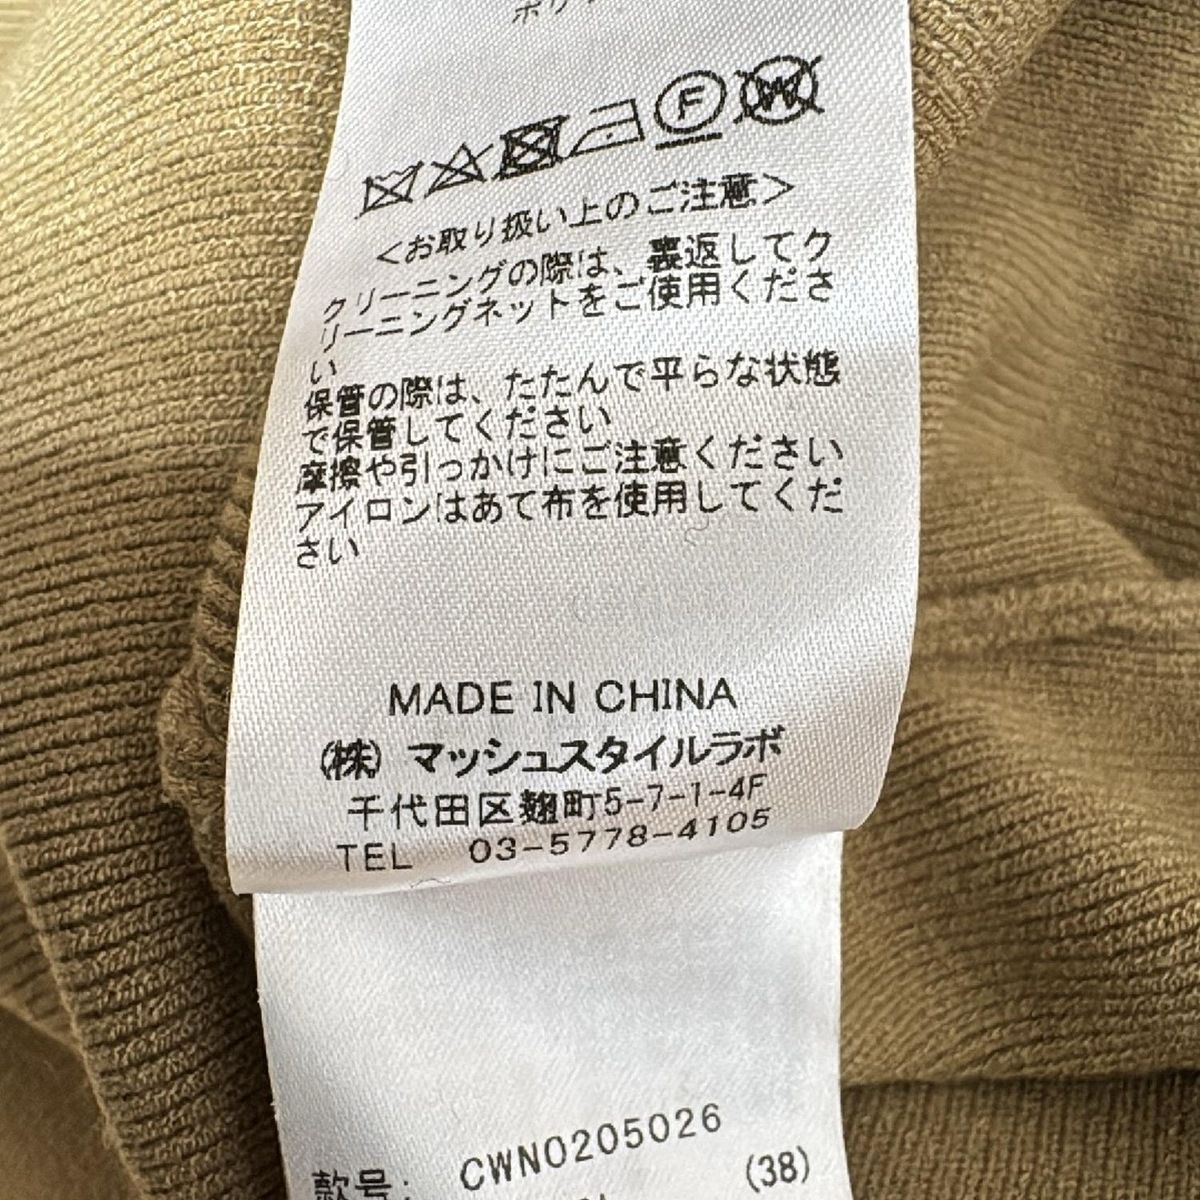 F W
<お取り扱い上のご注意>
クリーニングの際は、裏返してク
リーニングネットをご使用くださ
い
保管の際は、たたんで平らな状態
で保管してください
摩擦や引っかけにご注意ください
アイロンはあて布を使用してくだ
さい
MADE IN CHINA
(株) マッシュスタイルラボ
千代田区麹町5-7-1-4F
TEL 03-5778-4105
CWNO205026
款号: (38)